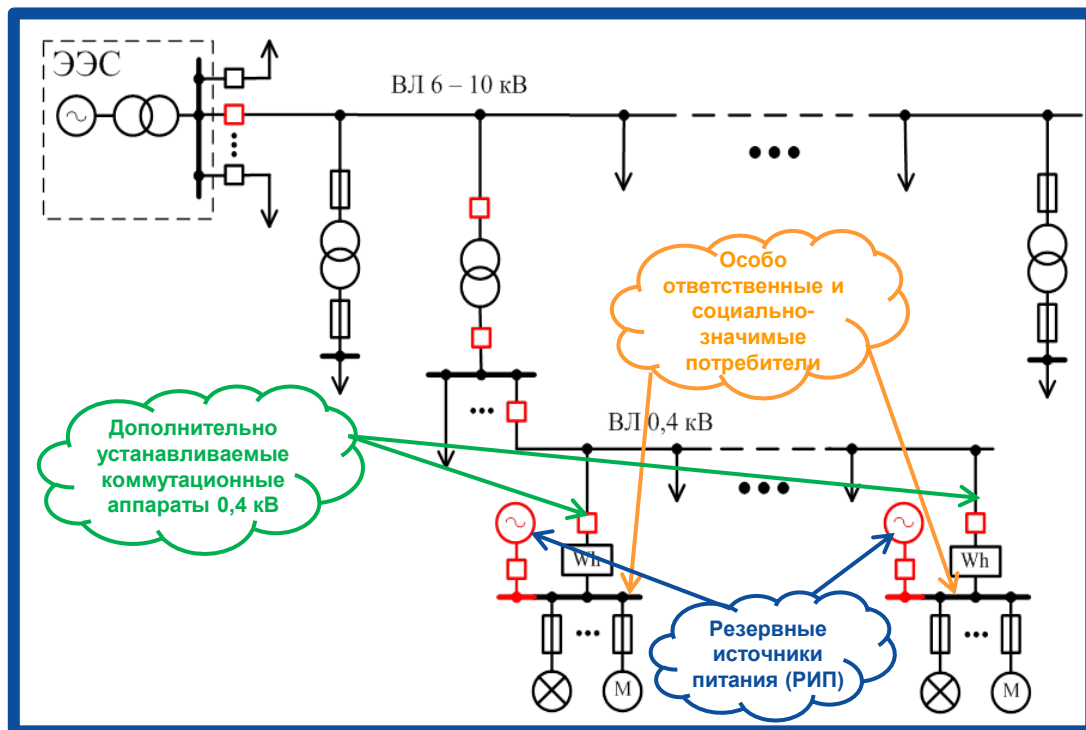 ЭЭС
ВЛ 6 – 10 кВ
Особо
ответственные и
социально-
значимые
потребители
Дополнительно
устанавливаемые
коммутационные
аппараты 0,4 кВ
ВЛ 0,4 кВ
Wh
Wh
Резервные
источники
питания (РИП)
М
М